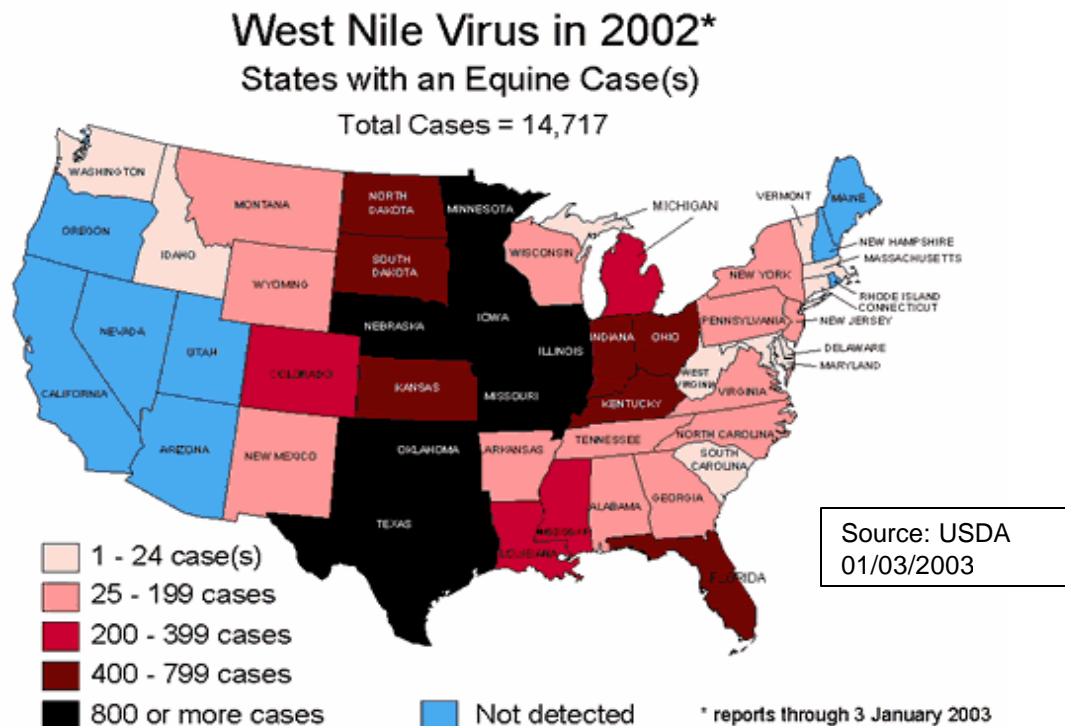 West Nile Virus in 2002*
States with an Equine Case(s)
Total Cases = 14,717
WASHINGTON
OREGON
IDAHO
MONTANA
WYOMING
NEVADA
UTAH
CALIFORNIA
ARIZONA
COLORADO
NEW MEXICO
NORTH
DAKOTA
SOUTH
DAKOTA
NEBRASKA
KANSAS
OKLAHOMA
TEXAS
MINNESOTA
IOWA
MISSOURI
ARKANSAS
LOUISIANA
WISCONSIN
ILLINOIS
MICHIGAN
INDIANA
OHIO
KENTUCKY
TENNESSEE
MISSISSIPPI
ALABAMA
GEORGIA
FLORIDA
SOUTH
CAROLINA
NORTH CAROLINA
VIRGINIA
WEST
VIRGINIA
PENNSYLVANIA
NEW YORK
VERMONT
MAINE
NEW HAMPSHIRE
MASSACHUSETTS
RHODE ISLAND
CONNECTICUT
NEW JERSEY
DELAWARE
MARYLAND
Source: USDA
01/03/2003
1 - 24 case(s)
25 - 199 cases
200 - 399 cases
400 - 799 cases
800 or more cases
Not detected
* reports through 3 January 2003